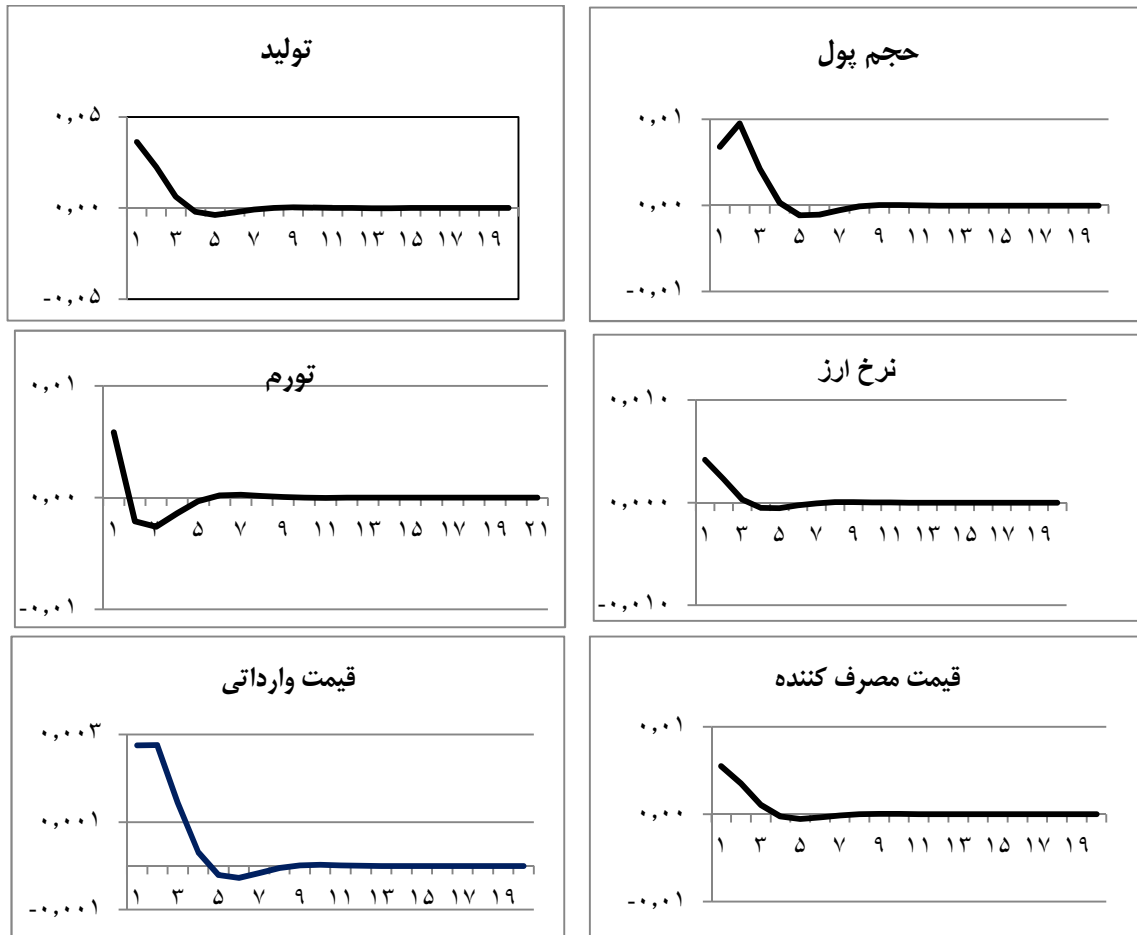 حجم پول
۰,۰۱
۰,۰۰
۱ ۳ ۵ ۷ ۹ ۱۱ ۱۳ ۱۵ ۱۷ ۱۹
-۰,۰۱
تولید
۰,۰۵
۰,۰۰
۱ ۳ ۵ ۷ ۹ ۱۱ ۱۳ ۱۵ ۱۷ ۱۹
-۰,۰۵
نرخ ارز
۰,۰۱۰
۰,۰۰۰
۱ ۳ ۵ ۷ ۹ ۱۱ ۱۳ ۱۵ ۱۷ ۱۹
-۰,۰۱۰
تورم
۰,۰۱
۰,۰۰
۱ ۳ ۵ ۷ ۹ ۱۱ ۱۳ ۱۵ ۱۷ ۱۹ ۲۱
-۰,۰۱
قیمت مصرف کننده
۰,۰۱
۰,۰۰
۱ ۳ ۵ ۷ ۹ ۱۱ ۱۳ ۱۵ ۱۷ ۱۹
-۰,۰۱
قیمت وارداتی
۰,۰۰۳
۰,۰۰۱
۱ ۳ ۵ ۷ ۹ ۱۱ ۱۳ ۱۵ ۱۷ ۱۹
-۰,۰۰۱